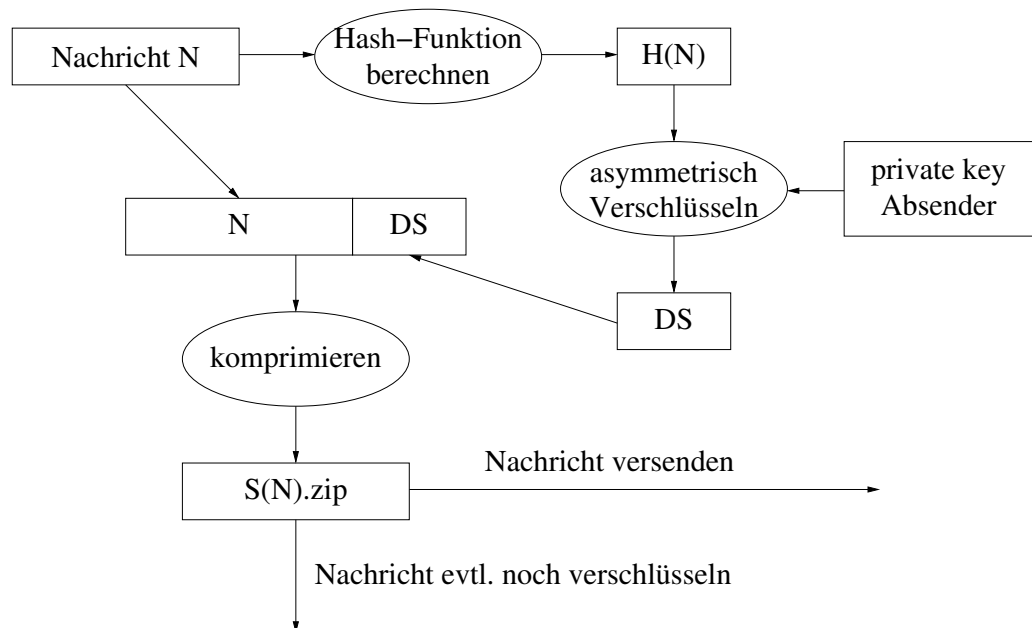 Nachricht N
Hash−Funktion
berechnen
H(N)
asymmetrisch
Verschlüsseln
private key
Absender
N
DS
DS
komprimieren
S(N).zip
Nachricht versenden
Nachricht evtl. noch verschlüsseln